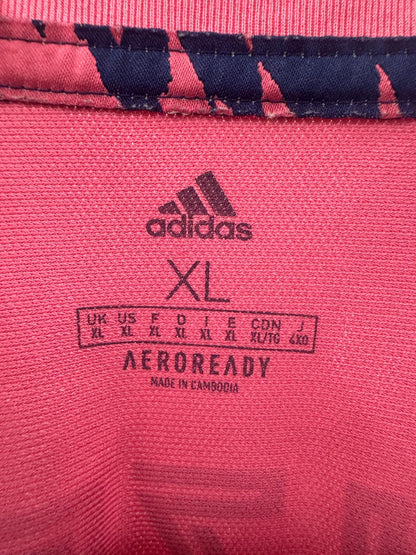 adidas
XL
UK US F D I E CDN J
XL XL XL XL XL XL XL/TG 4XO
AEROREADY
MADE IN CAMBODIA